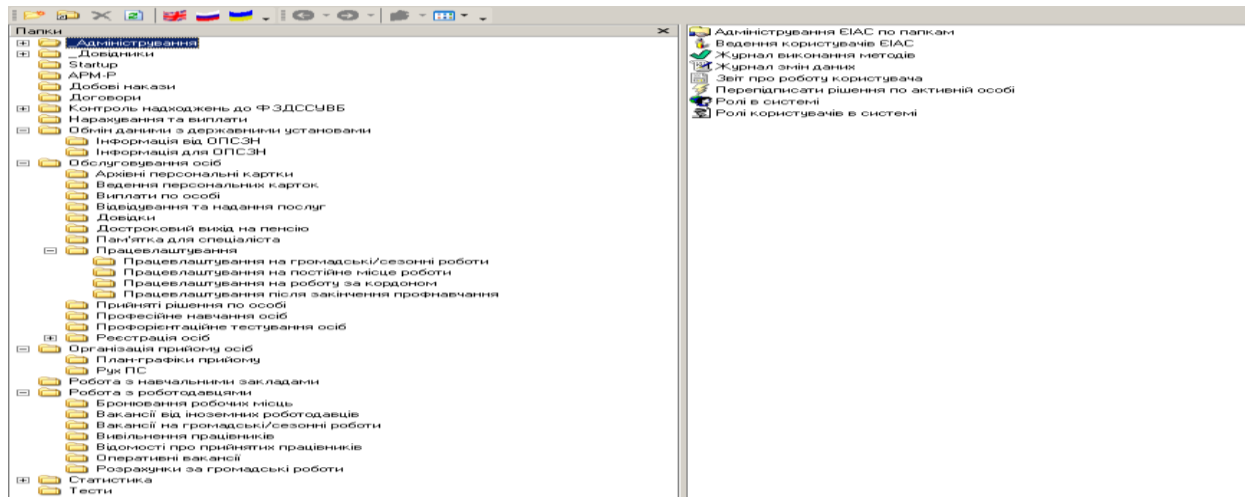 Папки
_Адміністрування
_Довідники
Startup
АРМ-Р
Добові накази
Договори
Контроль надходжень до ФЗДССУВБ
Нарахування та виплати
Обмін даними з державними установами
Інформація від ОПСЗН
Інформація для ОПСЗН
Обслуговування осіб
Архівні персональні картки
Ведення персональних карток
Виплати по особі
Відвідування та надання послуг
Довідки
Достроковий вихід на пенсію
Пам'ятка для спеціаліста
Працевлаштування
Працевлаштування на громадські/сезонні роботи
Працевлаштування на постійне місце роботи
Працевлаштування на роботу за кордоном
Працевлаштування після закінчення профнавчання
Прийняті рішення по особі
Професійне навчання осіб
Профорієнтаційне тестування осіб
Реєстрація осіб
Організація прийому осіб
План-графіки прийому
Рух ПС
Робота з навчальними закладами
Робота з роботодавцями
Бронювання робочих місць
Вакансії від іноземних роботодавців
Вакансії на громадські/сезонні роботи
Вивільнення працівників
Відомості про прийнятих працівників
Оперативні вакансії
Розрахунки за громадські роботи
Статистика
Тести
Адміністрування ЄІАС по папкам
Ведення користувачів ЄІАС
Журнал виконання методів
Журнал змін даних
Звіт про роботу користувача
Перепідписати рішення по активній особі
Ролі в системі
Ролі користувачів в системі